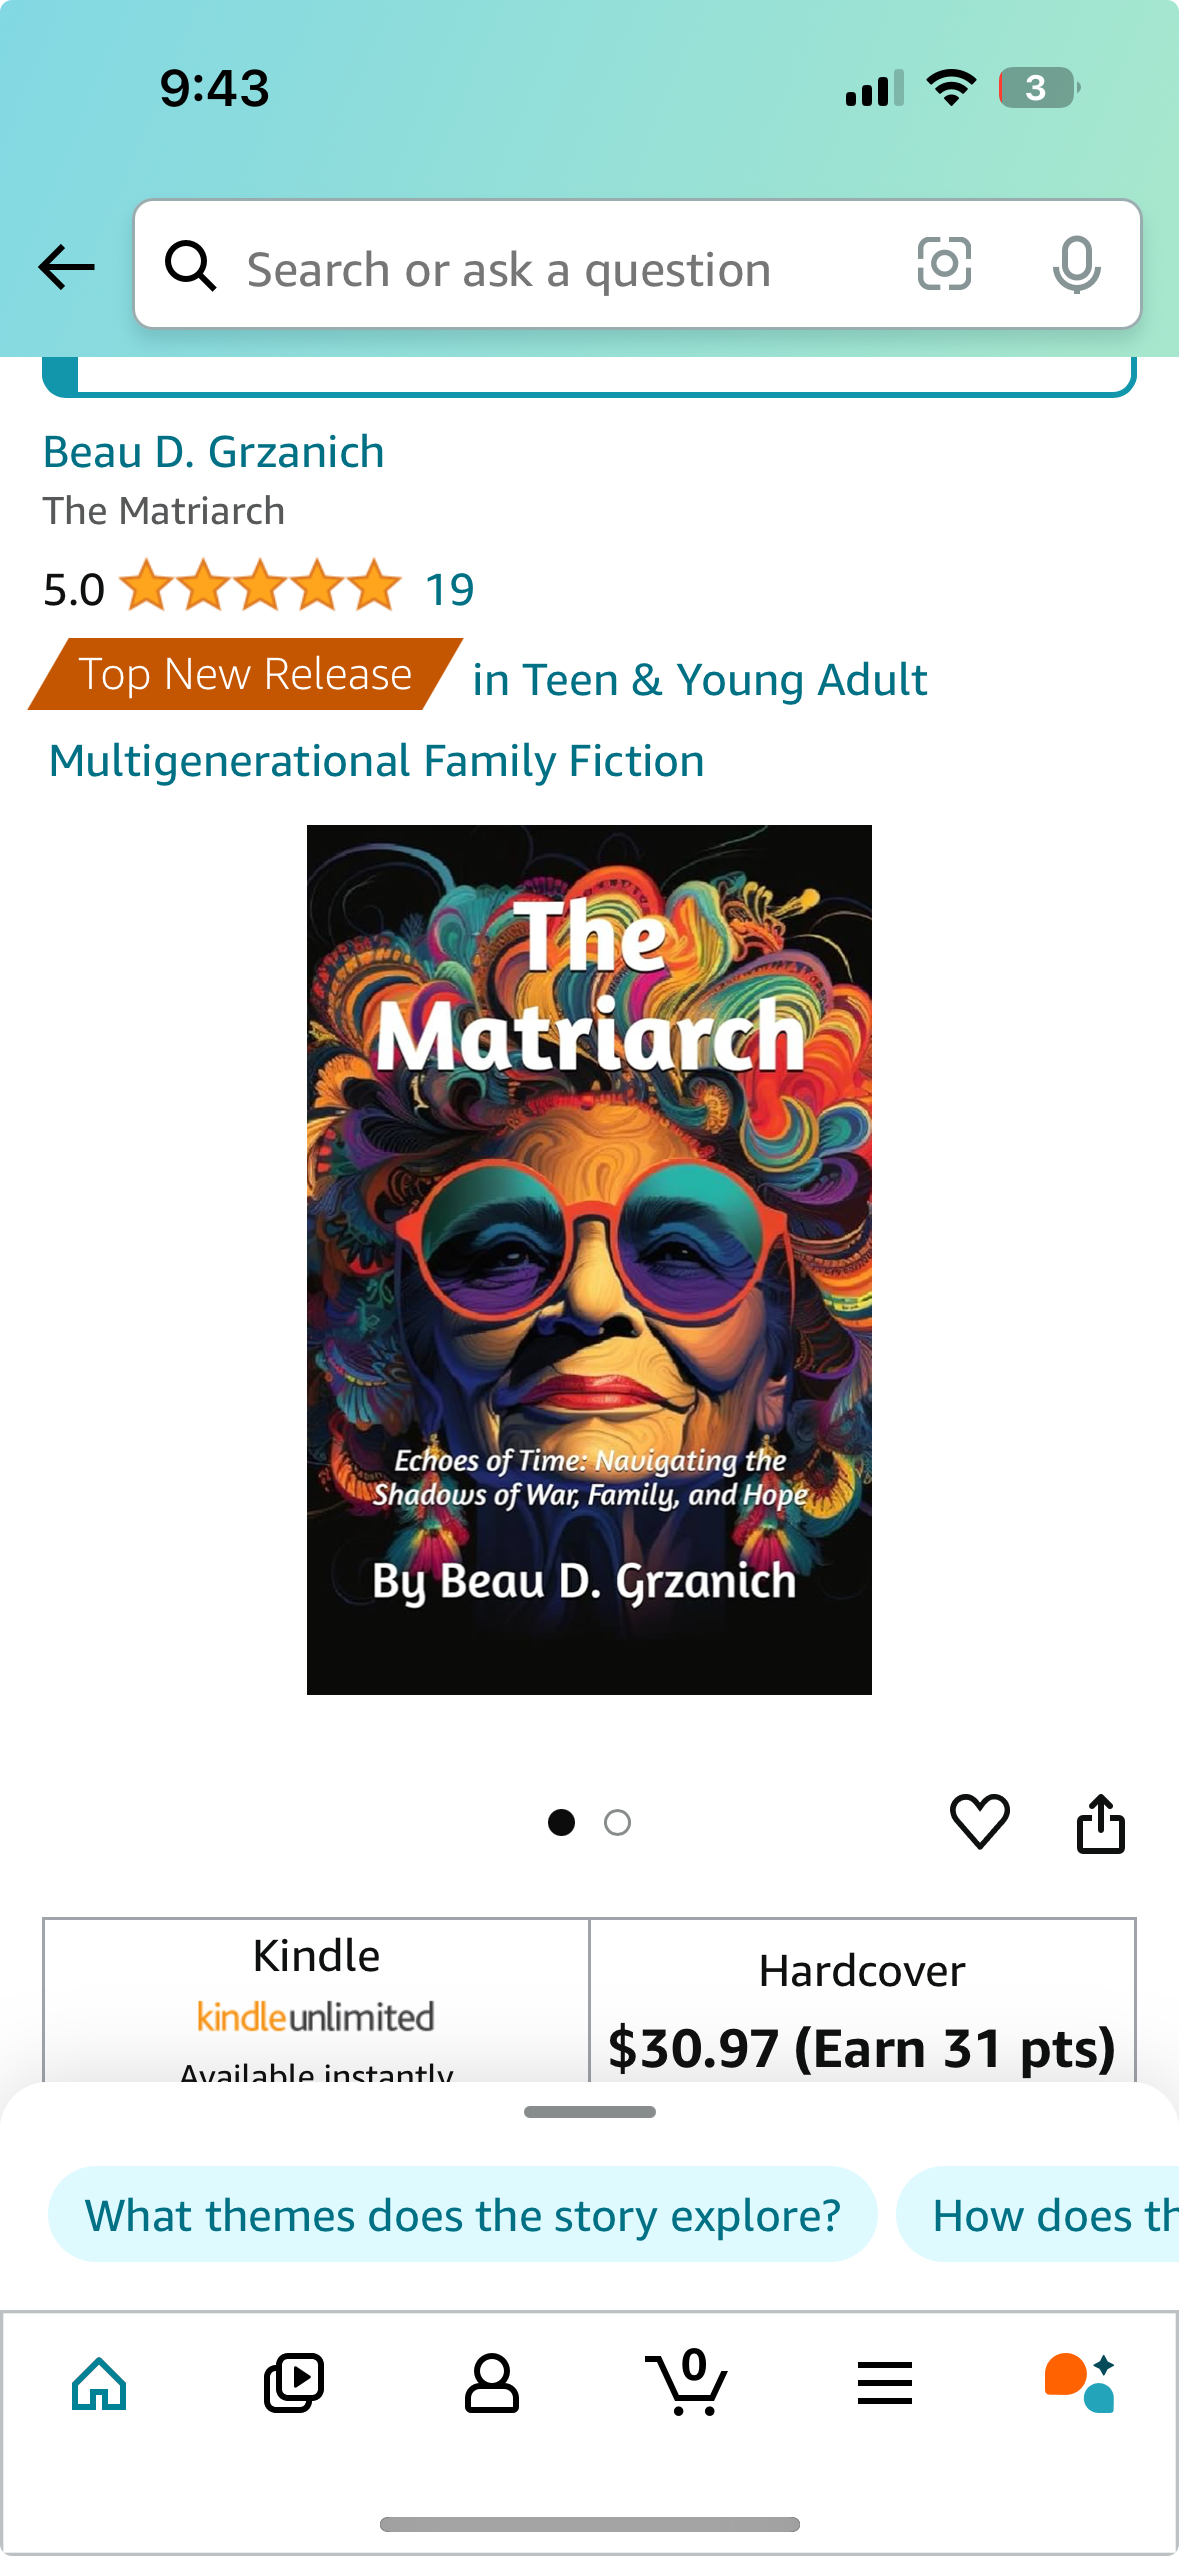 9:43
3
Search or ask a question
Beau D. Grzanich
The Matriarch
5.0 19
Top New Release in Teen & Young Adult
Multigenerational Family Fiction
The
Matriarch
Echoes of Time: Navigating the
Shadows of War, Family, and Hope
By Beau D. Grzanich
Kindle
kindleunlimited
Available instantly
Hardcover
$30.97 (Earn 31 pts)
What themes does the story explore?
How does th
0